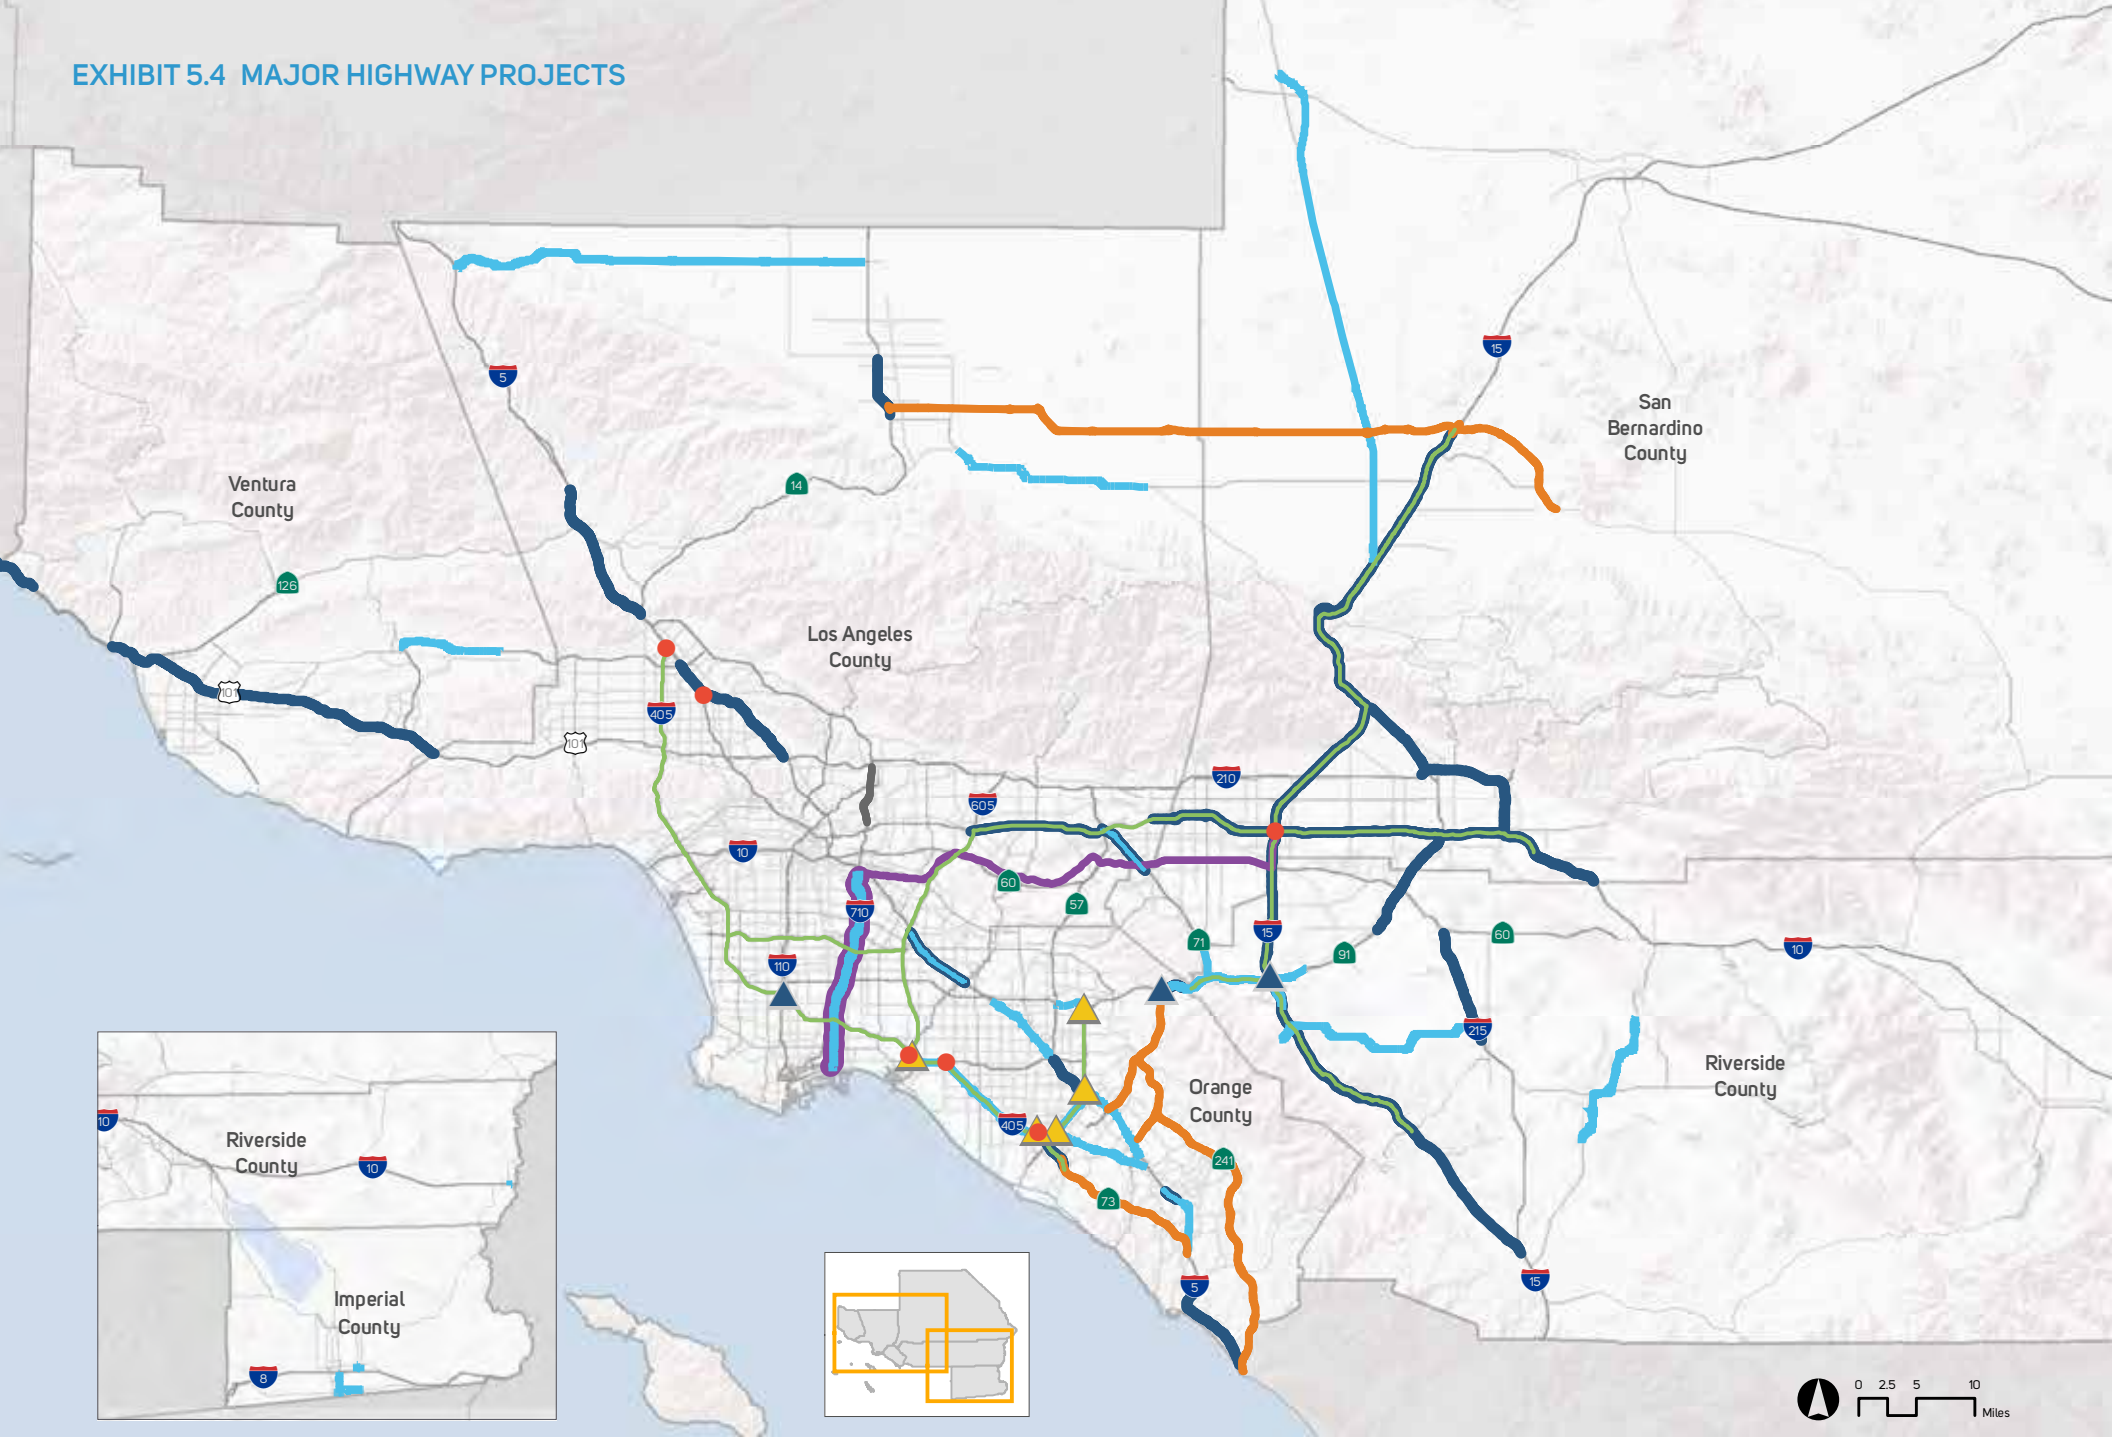 EXHIBIT 5.4 MAJOR HIGHWAY PROJECTS
15
5
San
Bernardino
County
Ventura
County
14
126
Los Angeles
County
101
405
101
210
605
10
60
57
710
71
15
91
60
10
110
215
Riverside
County
Orange
County
405
241
73
5
15
10
Riverside
County
10
Imperial
County
8
0 2.5 5 10
Miles